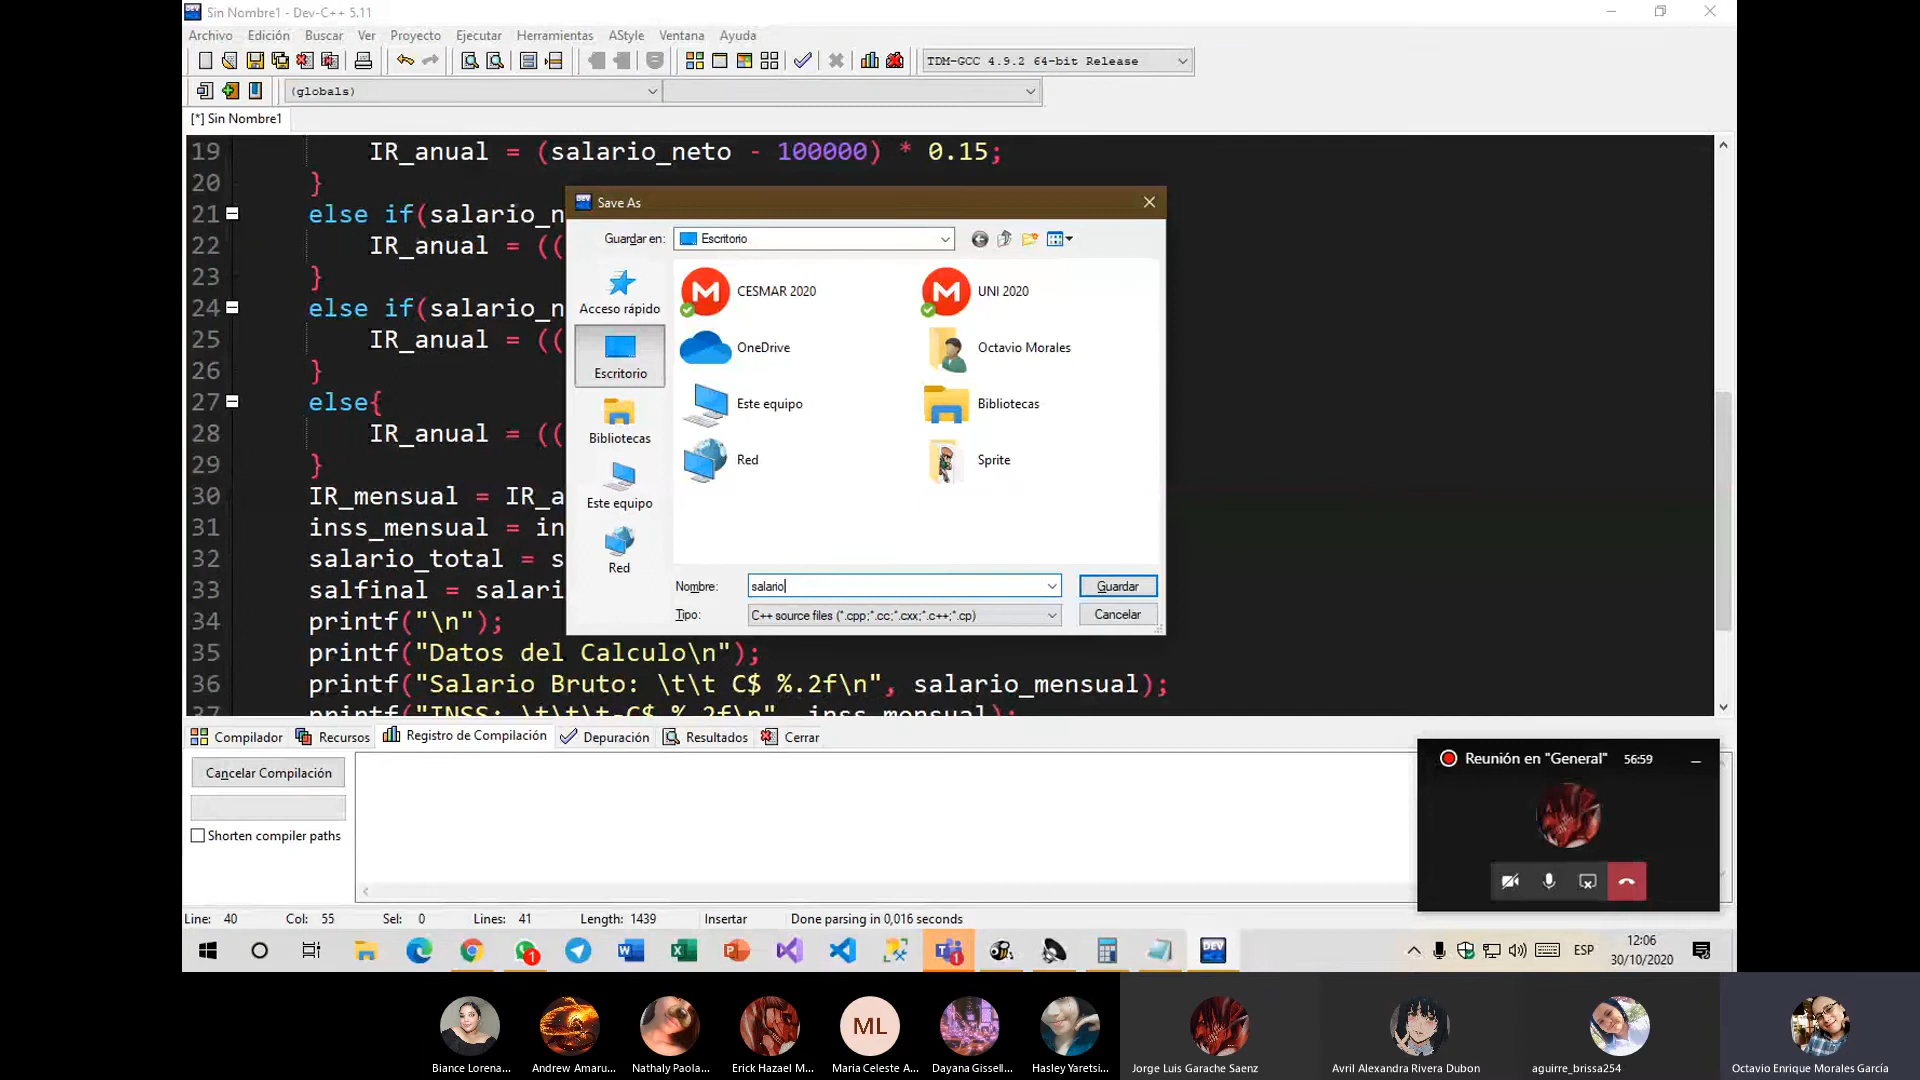 Sin Nombre1 - Dev-C++ 5.11
Archivo Edición Buscar Ver Proyecto Ejecutar Herramientas AStyle Ventana Ayuda
TDM-GCC 4.9.2 64-bit Release
(globals)
[*] Sin Nombre1
19 IR_anual = (salario_neto - 100000) * 0.15;
20 }
21 else if(salario_n
22 IR_anual = ((
23 }
24 else if(salario_n
25 IR_anual = ((
26 }
27 else{
28 IR_anual = ((
29 }
30 IR_mensual = IR_a
31 inss_mensual = in
32 salario_total = s
33 salfinal = salari
34 printf("\n");
35 printf("Datos del Calculo\n");
36 printf("Salario Bruto: \t\t C$ %.2f\n", salario_mensual);
37 printf("INSS: \t\t\t-C$ %.2f\n", inss_mensual);
Save As
Guardar en: Escritorio
Acceso rápido
Escritorio
Bibliotecas
Este equipo
Red
CESMAR 2020 UNI 2020
OneDrive Octavio Morales
Este equipo Bibliotecas
Red Sprite
Nombre: salario Guardar
Tipo: C++ source files (*.cpp;*.cc;*.cxx;*.c++;*.cp) Cancelar
Compilador Recursos Registro de Compilación Depuración Resultados Cerrar
Cancelar Compilación
Shorten compiler paths
Reunión en "General" 56:59
Line: 40 Col: 55 Sel: 0 Lines: 41 Length: 1439 Insertar Done parsing in 0,016 seconds
ESP
12:06
30/10/2020
ML
Biance Lorena... Andrew Amaru... Nathaly Paola... Erick Hazael M... Maria Celeste A... Dayana Gissell... Hasley Yaretsi... Jorge Luis Garache Saenz Avril Alexandra Rivera Dubon aguirre_brissa254 Octavio Enrique Morales García